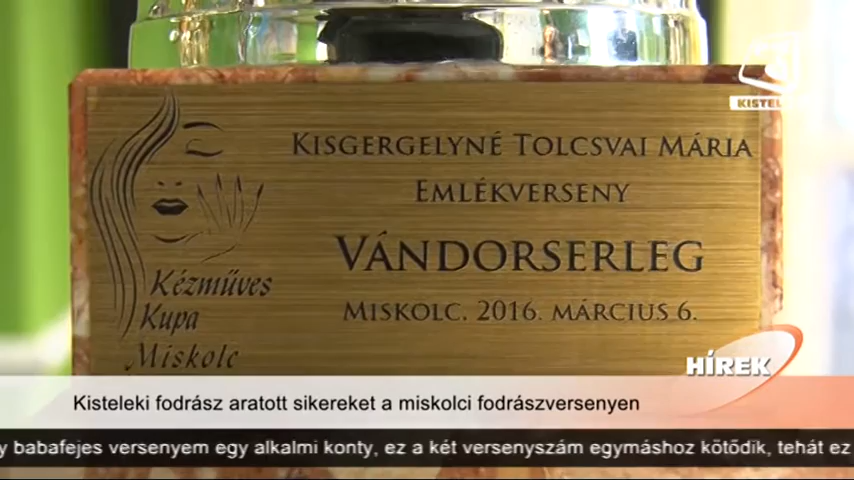 KISTELEK
KISGERGELYNÉ TOLCSVAI MÁRIA
EMLÉKVERSENY
VÁNDORSERLEG
MISKOLC. 2016. MÁRCIUS 6.
Kézműves
Kupa
Miskolc
HÍREK
Kisteleki fodrász aratott sikereket a miskolci fodrászversenyen
babafejes versenyem egy alkalmi konty, ez a két versenyszám egymáshoz kötődik, tehát ez